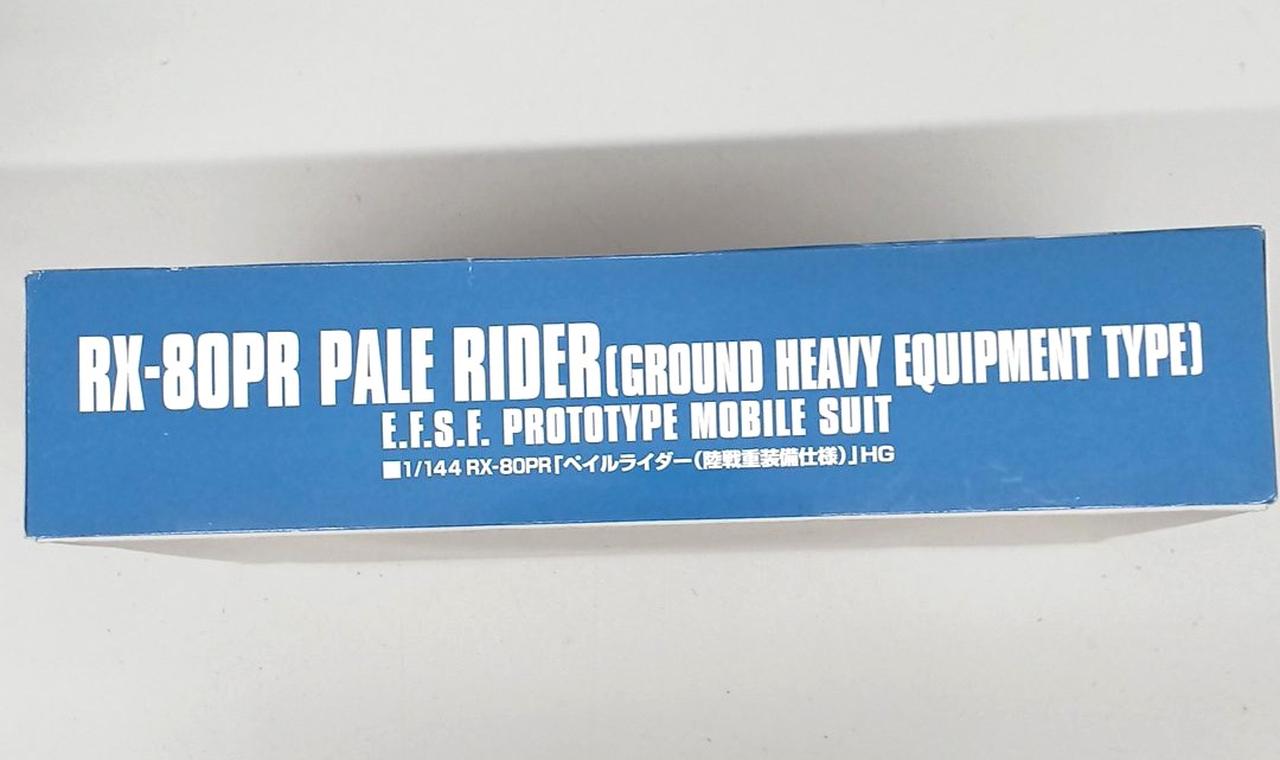 RX-80PR PALE RIDER(GROUND HEAVY EQUIPMENT TYPE)
E.F.S.F. PROTOTYPE MOBILE SUIT
■1/144 RX-80PR「ペイルライダー(陸戦重装備仕様)」HG